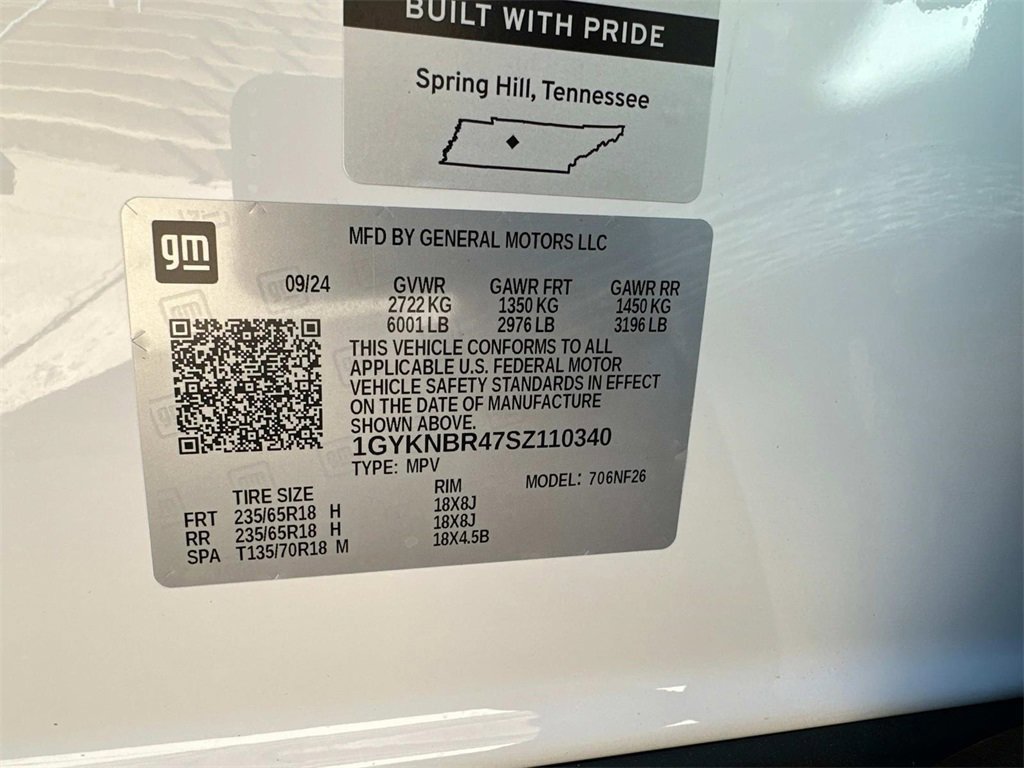 BUILT WITH PRIDE
Spring Hill, Tennessee
gm
MFD BY GENERAL MOTORS LLC
09/24
GVWR GAWR FRT GAWR RR
2722 KG 1350 KG 1450 KG
6001 LB 2976 LB 3196 LB
THIS VEHICLE CONFORMS TO ALL
APPLICABLE U.S. FEDERAL MOTOR
VEHICLE SAFETY STANDARDS IN EFFECT
ON THE DATE OF MANUFACTURE
SHOWN ABOVE.
1GYKNBR47SZ110340
TYPE: MPV
MODEL: 706NF26
TIRE SIZE RIM
FRT 235/65R18 H 18X8J
RR 235/65R18 H 18X8J
SPA T135/70R18 M 18X4.5B